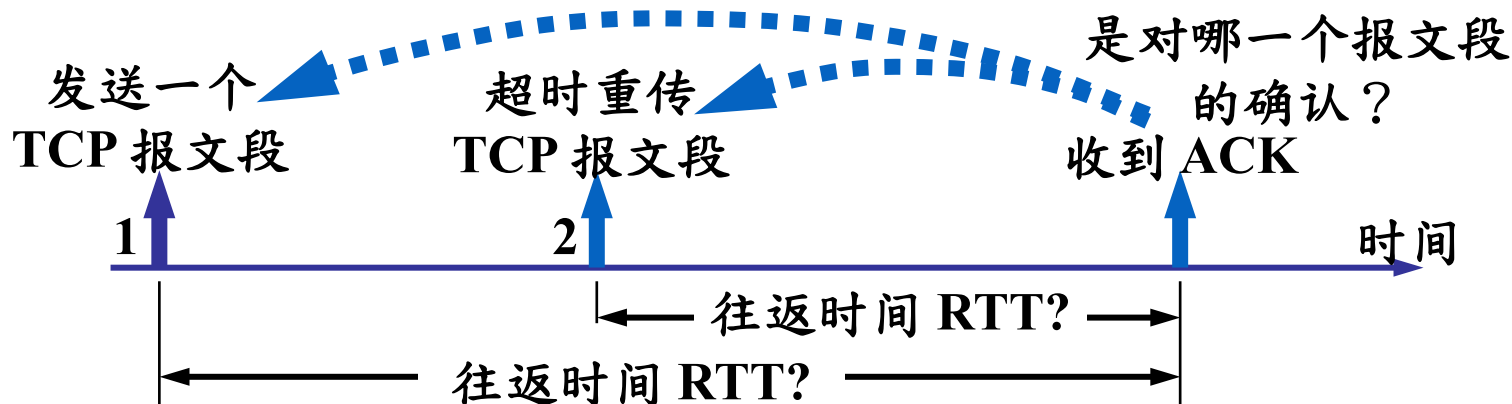 是对哪一个报文段
的确认？
发送一个
TCP 报文段
超时重传
TCP 报文段
收到 ACK
1
2
时间
往返时间 RTT?
往返时间 RTT?